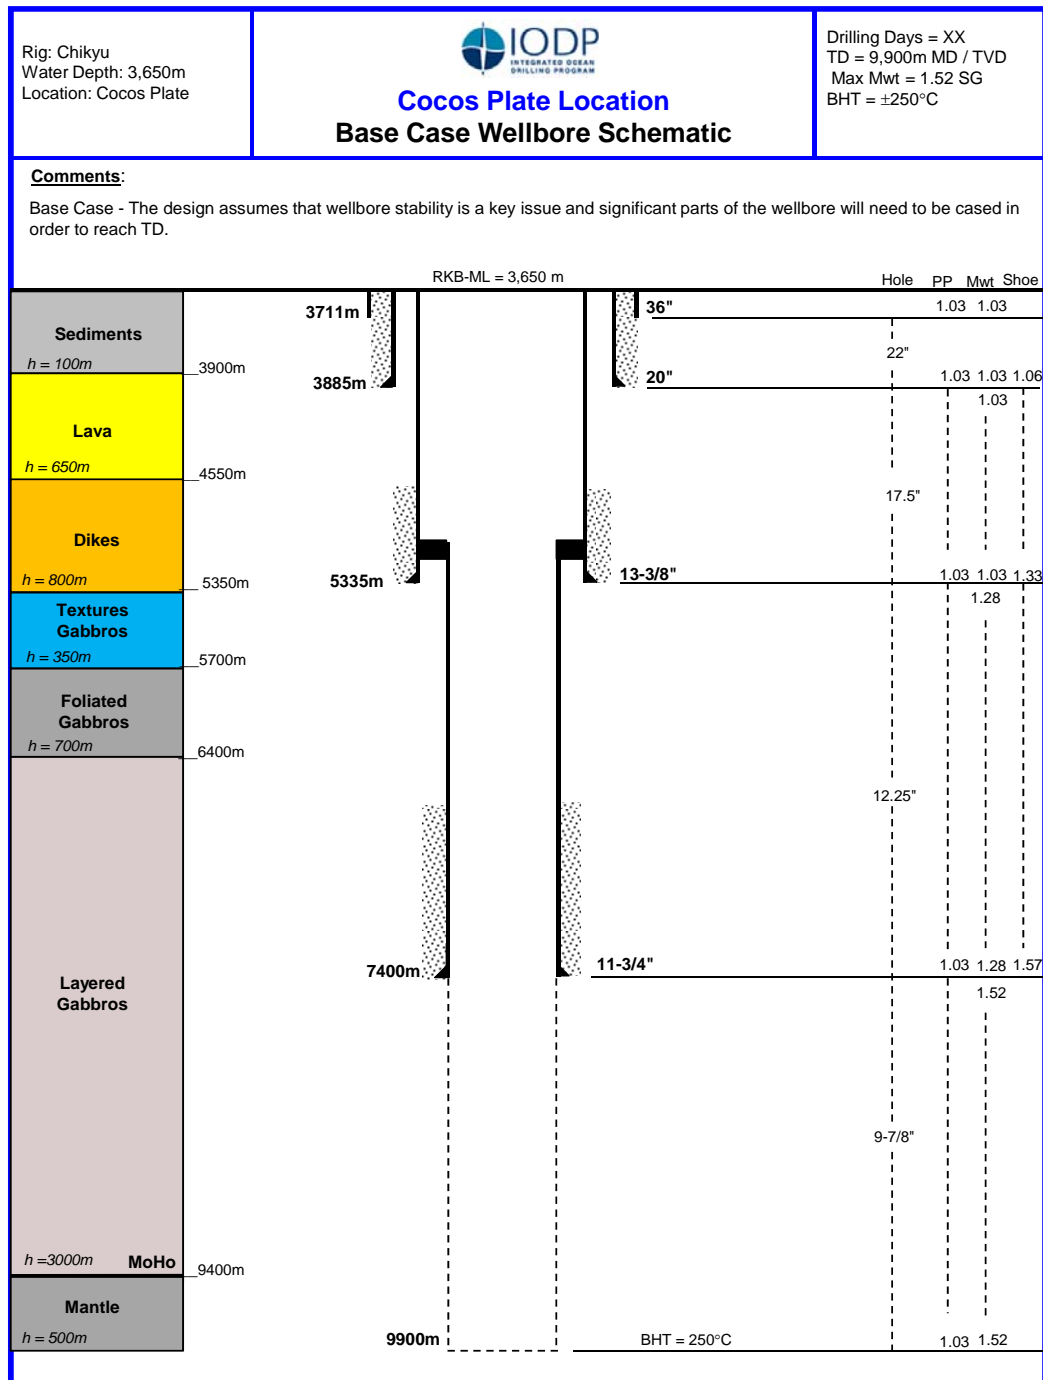 Rig: Chikyu
Water Depth: 3,650m
Location: Cocos Plate
IODP
INTEGRATED OCEAN
DRILLING PROGRAM
Cocos Plate Location
Base Case Wellbore Schematic
Drilling Days = XX
TD = 9,900m MD / TVD
Max Mwt = 1.52 SG
BHT = ±250°C
Comments:
Base Case - The design assumes that wellbore stability is a key issue and significant parts of the wellbore will need to be cased in
order to reach TD.
RKB-ML = 3,650 m
Hole PP Mwt Shoe
3711m 36" 1.03 1.03
Sediments
22"
h = 100m
3900m
3885m 20" 1.03 1.03 1.06
1.03
Lava
h = 650m
4550m
17.5"
Dikes
h = 800m
5350m
5335m 13-3/8" 1.03 1.03 1.33
1.28
Textures
Gabbros
h = 350m
5700m
Foliated
Gabbros
h = 700m
6400m
12.25"
7400m 11-3/4" 1.03 1.28 1.57
1.52
Layered
Gabbros
9-7/8"
h =3000m MoHo
9400m
Mantle
h = 500m
9900m BHT = 250°C 1.03 1.52